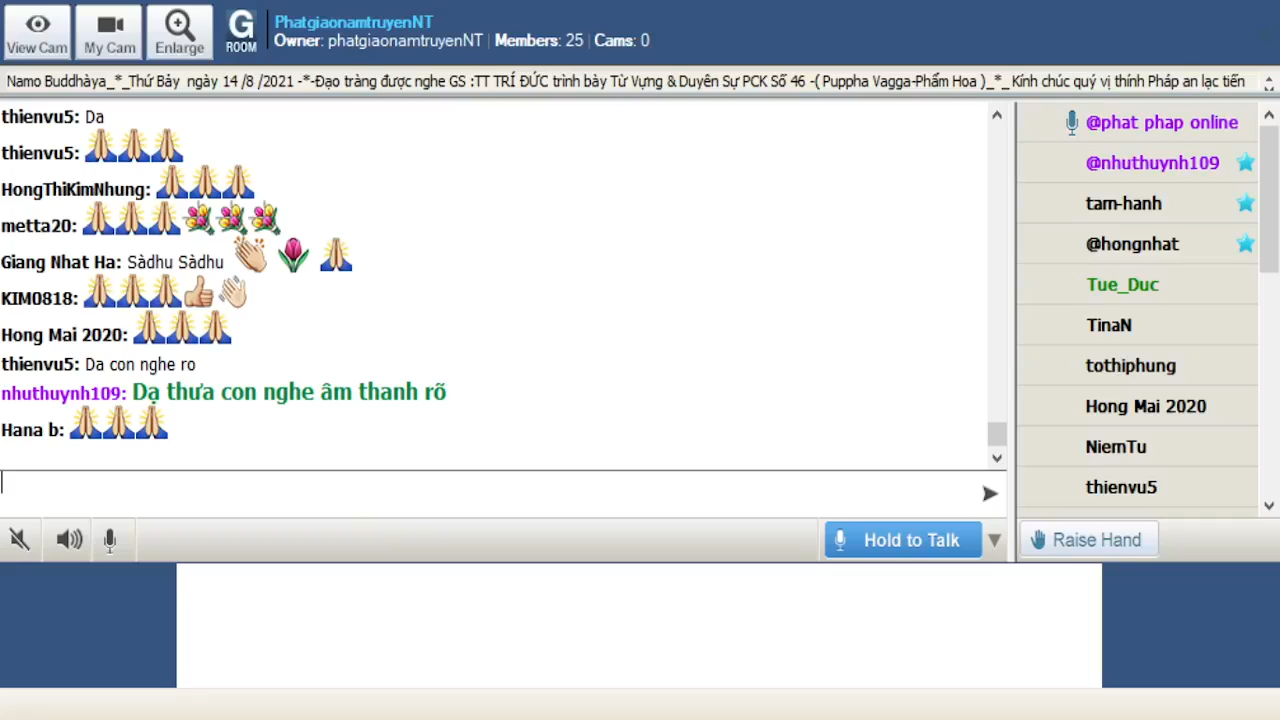 View Cam
My Cam
Enlarge
G
ROOM
PhatgiaonamtruyenNT
Owner: phatgiaonamtruyenNT | Members: 25 | Cams: 0
Namo Buddhàya_*_Thứ Bảy  ngày 14 /8 /2021 -*-Đạo tràng được nghe GS :TT TRÍ ĐỨC trình bày Từ Vựng & Duyên Sự PCK Số 46 -( Puppha Vagga-Phẩm Hoa )_*_ Kính chúc quý vị thính Pháp an lạc tiến
thienvu5: Da
thienvu5:
HongThiKimNhung:
metta20:
Giang Nhat Ha: Sàdhu Sàdhu
KIM0818:
Hong Mai 2020:
thienvu5: Da con nghe ro
nhuthuynh109: Dạ thưa con nghe âm thanh rõ
Hana b:
Hold to Talk
@phat phap online
@nhuthuynh109
tam-hanh
@hongnhat
Tue_Duc
TinaN
tothiphung
Hong Mai 2020
NiemTu
thienvu5
Raise Hand